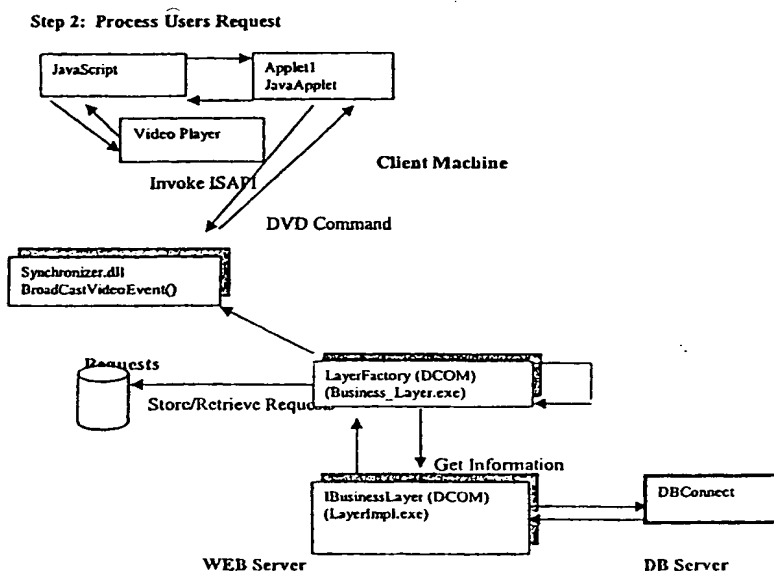 Step 2: Process Users Request
JavaScript
Applet1
JavaApplet
Video Player
Client Machine
Invoke ISAPI
DVD Command
Synchronizer.dll
BroadCastVideoEvent()
Requests
LayerFactory (DCOM)
(Business_Layer.exe)
Store/Retrieve Requests
Get Information
IBusinessLayer (DCOM)
(LayerImpl.exe)
DBConnect
WEB Server
DB Server